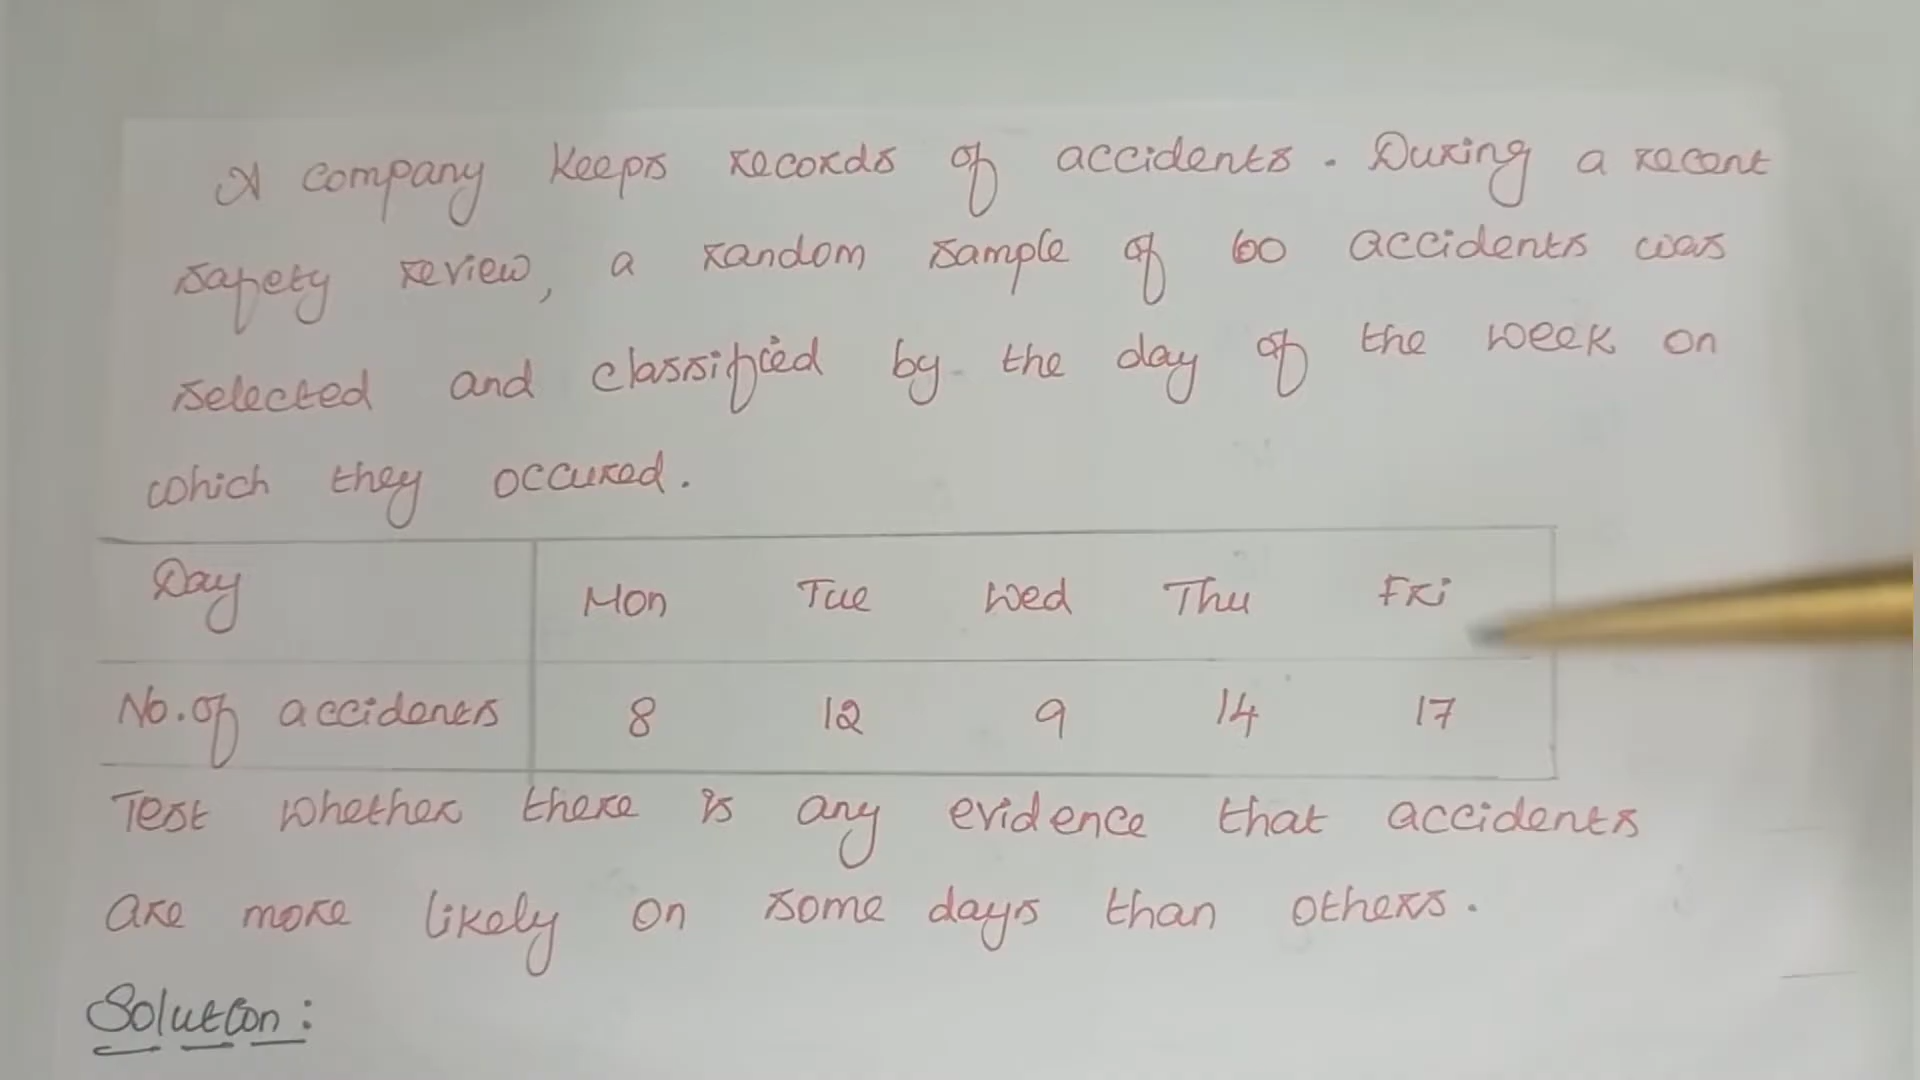 A company keeps records of accidents. During a recent
safety review, a random sample of 60 accidents was
selected and classified by the day of the week on
which they occured.
Day Mon Tue Wed Thu Fri
No. of accidents 8 12 9 14 17
Test whether there is any evidence that accidents
are more likely on some days than others.
Solution: